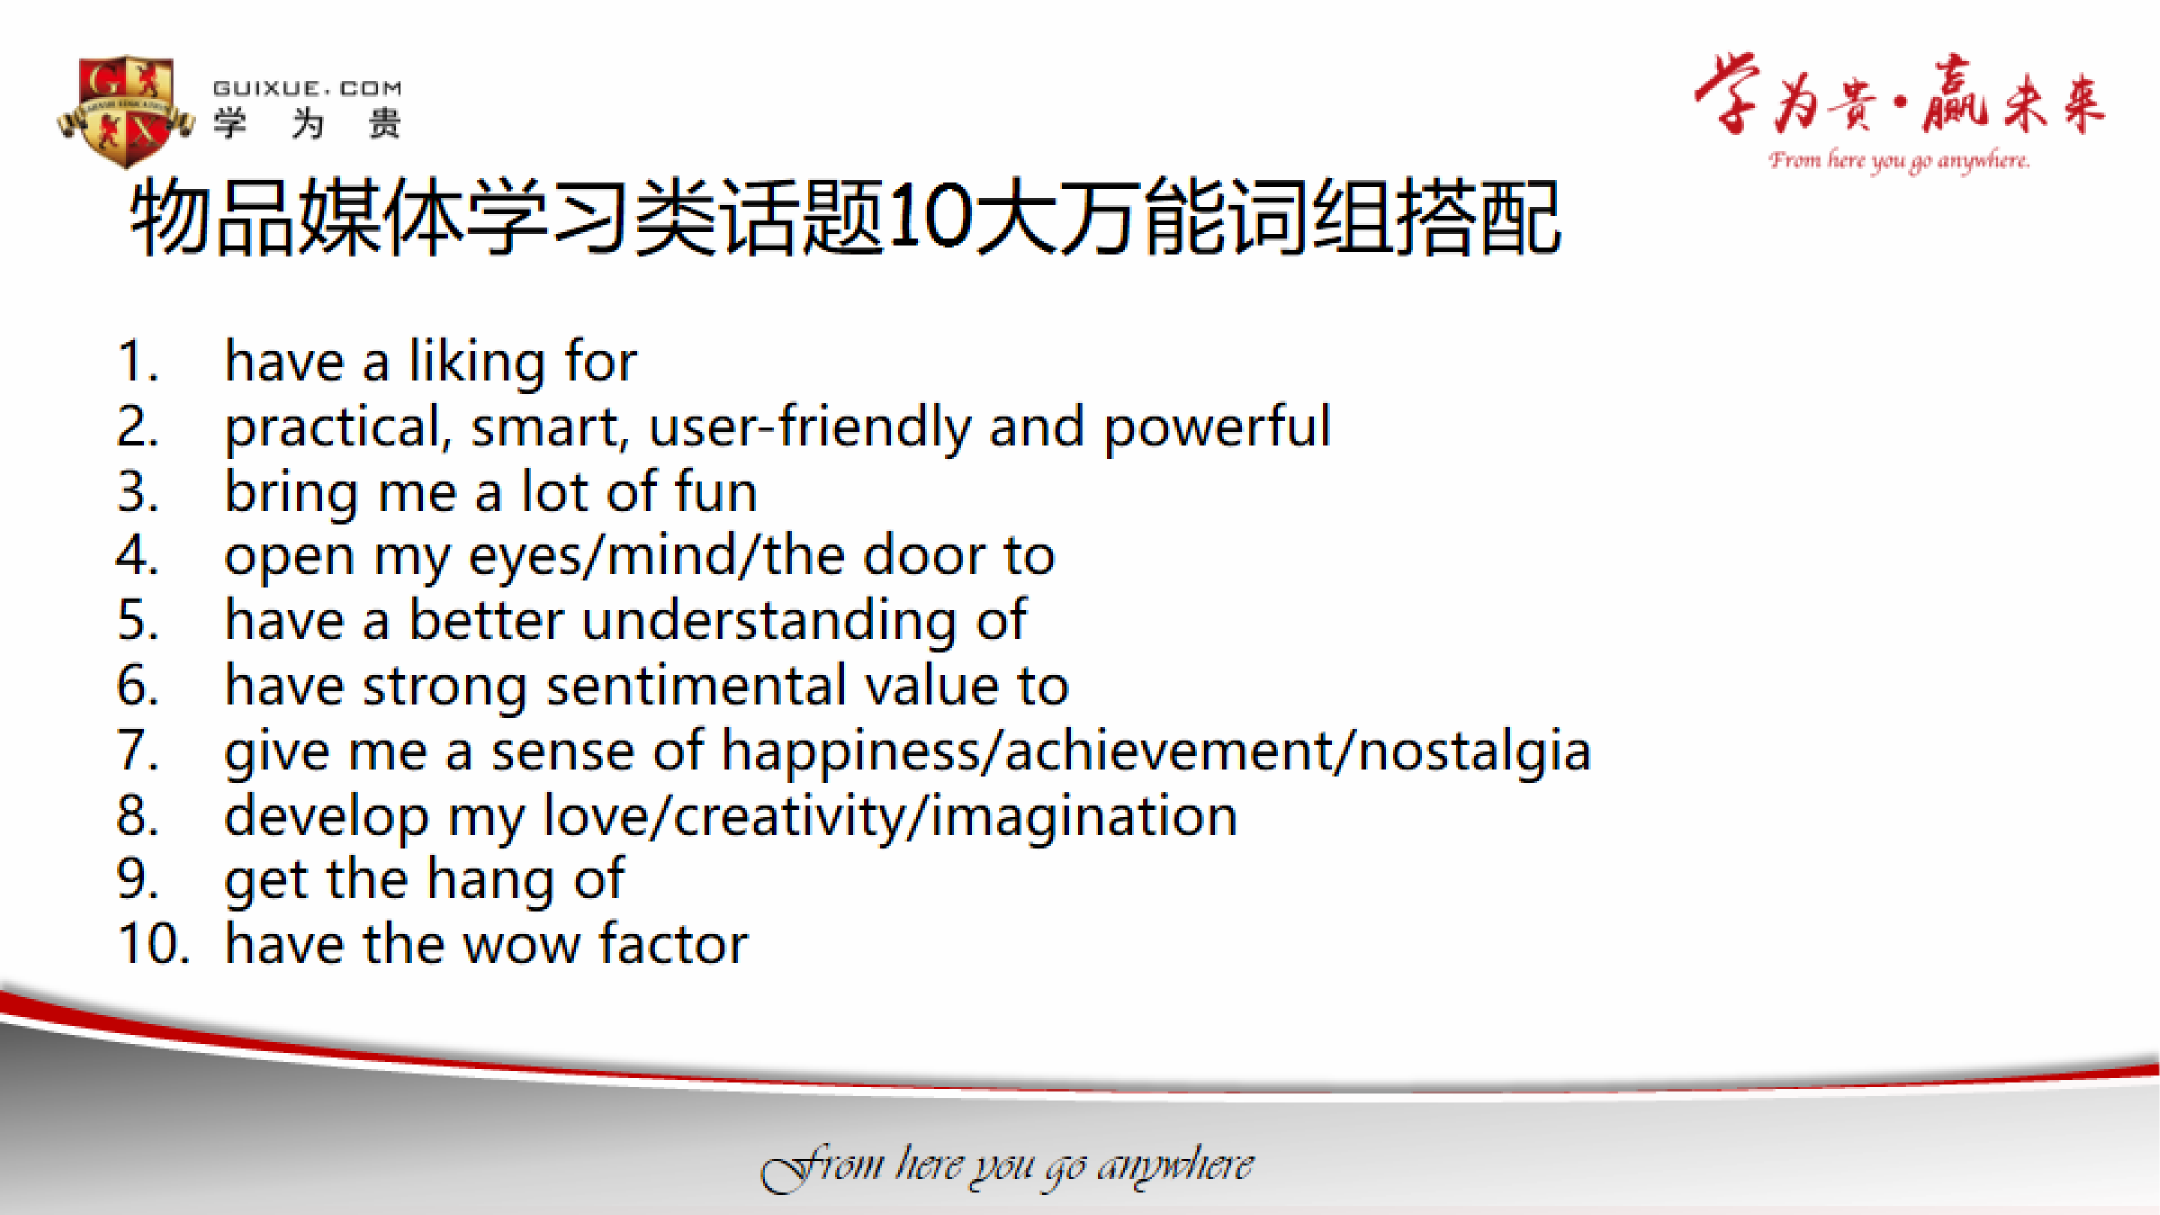 GUIXUE.COM
学为贵
学为贵·赢未来
From here you go anywhere.
物品媒体学习类话题10大万能词组搭配
1. have a liking for
2. practical, smart, user-friendly and powerful
3. bring me a lot of fun
4. open my eyes/mind/the door to
5. have a better understanding of
6. have strong sentimental value to
7. give me a sense of happiness/achievement/nostalgia
8. develop my love/creativity/imagination
9. get the hang of
10. have the wow factor
From here you go anywhere